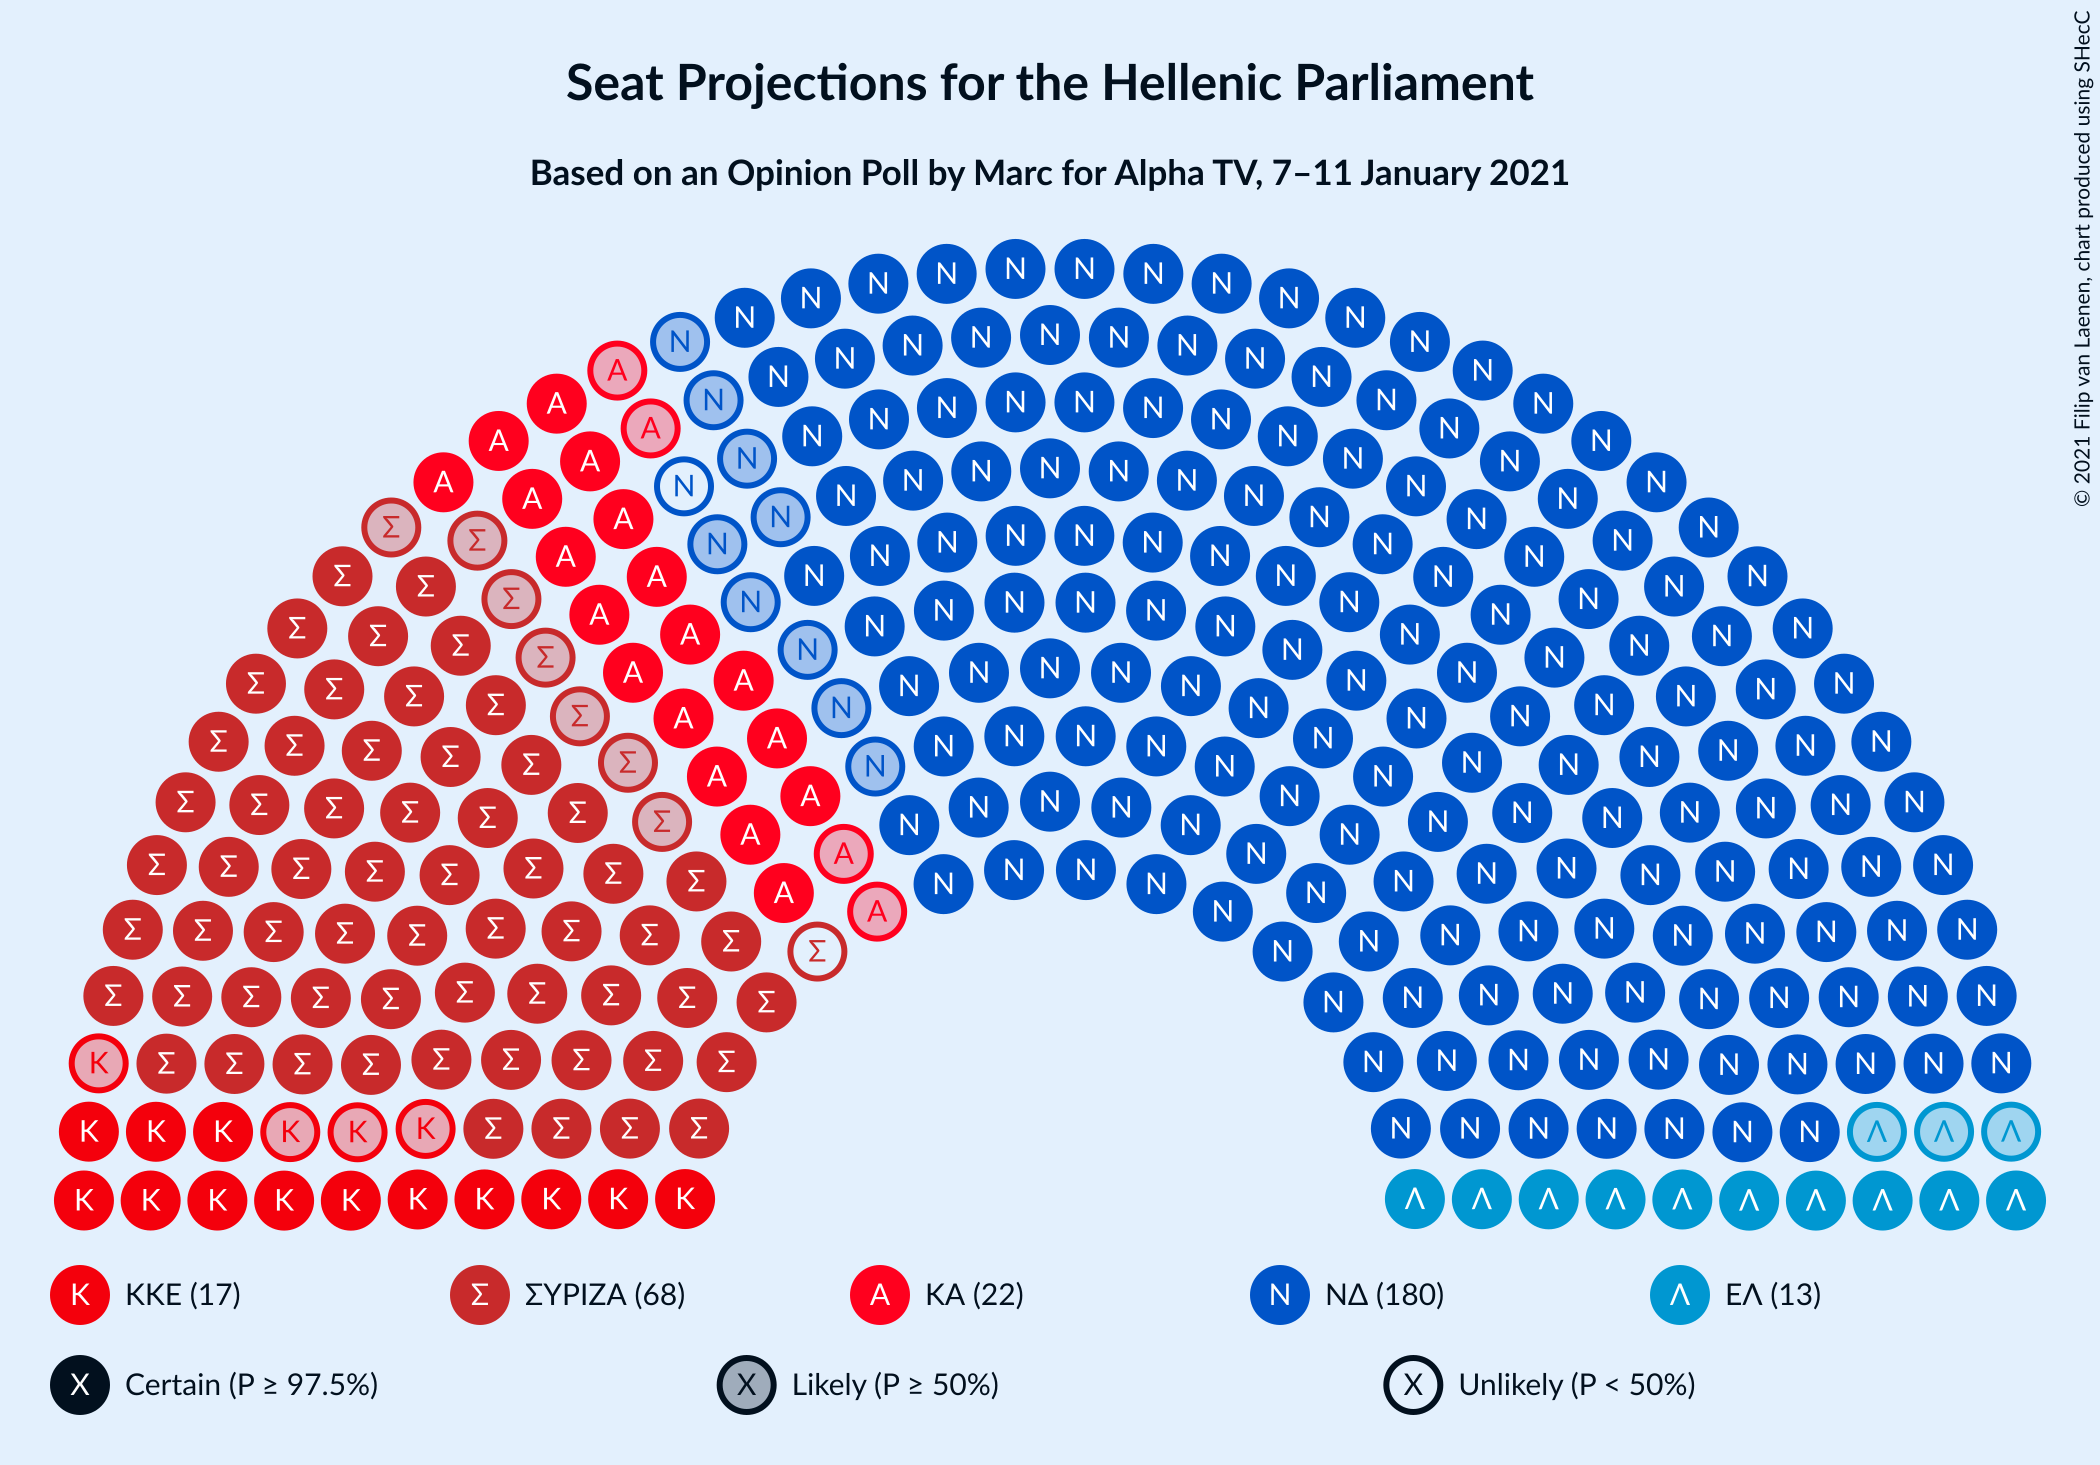 Seat Projections for the Hellenic Parliament
Based on an Opinion Poll by Marc for Alpha TV, 7–11 January 2021
© 2021 Filip van Laenen, chart produced using SHecC
Κ ΚΚΕ (17) Σ ΣΥΡΙΖΑ (68) Α ΚΑ (22) Ν ΝΔ (180) Λ ΕΛ (13)
X Certain (P ≥ 97.5%) X Likely (P ≥ 50%) X Unlikely (P < 50%)